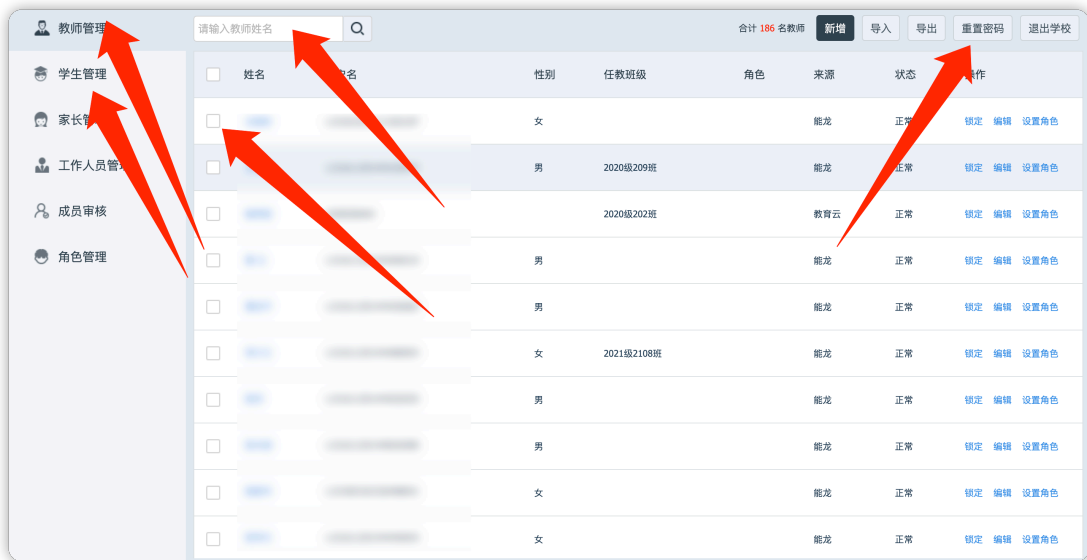 教师管理
请输入教师姓名
合计 186 名教师 新增 导入 导出 重置密码 退出学校
学生管理
家长管
工作人员管
成员审核
角色管理
姓名 名 性别 任教班级 角色 来源 状态 操作
女 能龙 正常 锁定 编辑 设置角色
男 2020级209班 能龙 正常 锁定 编辑 设置角色
2020级202班 教育云 正常 锁定 编辑 设置角色
男 能龙 正常 锁定 编辑 设置角色
男 能龙 正常 锁定 编辑 设置角色
女 2021级2108班 能龙 正常 锁定 编辑 设置角色
男 能龙 正常 锁定 编辑 设置角色
男 能龙 正常 锁定 编辑 设置角色
女 能龙 正常 锁定 编辑 设置角色
女 能龙 正常 锁定 编辑 设置角色